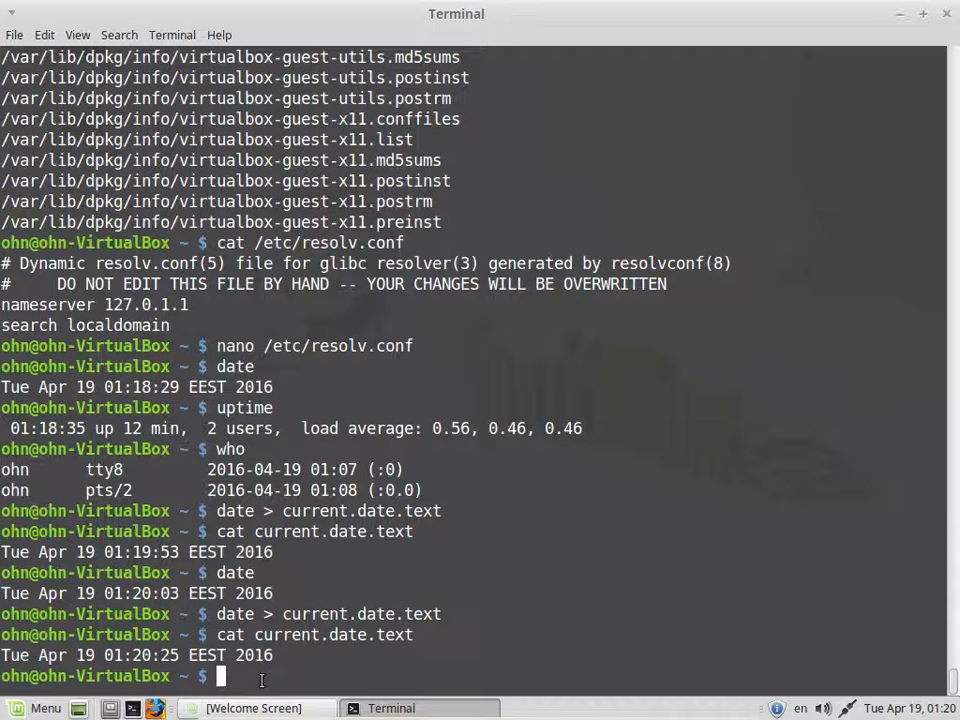 Terminal
File Edit View Search Terminal Help
/var/lib/dpkg/info/virtualbox-guest-utils.md5sums
/var/lib/dpkg/info/virtualbox-guest-utils.postinst
/var/lib/dpkg/info/virtualbox-guest-utils.postrm
/var/lib/dpkg/info/virtualbox-guest-x11.conffiles
/var/lib/dpkg/info/virtualbox-guest-x11.list
/var/lib/dpkg/info/virtualbox-guest-x11.md5sums
/var/lib/dpkg/info/virtualbox-guest-x11.postinst
/var/lib/dpkg/info/virtualbox-guest-x11.postrm
/var/lib/dpkg/info/virtualbox-guest-x11.preinst
ohn@ohn-VirtualBox ~ $ cat /etc/resolv.conf
# Dynamic resolv.conf(5) file for glibc resolver(3) generated by resolvconf(8)
#     DO NOT EDIT THIS FILE BY HAND -- YOUR CHANGES WILL BE OVERWRITTEN
nameserver 127.0.1.1
search localdomain
ohn@ohn-VirtualBox ~ $ nano /etc/resolv.conf
ohn@ohn-VirtualBox ~ $ date
Tue Apr 19 01:18:29 EEST 2016
ohn@ohn-VirtualBox ~ $ uptime
 01:18:35 up 12 min,  2 users,  load average: 0.56, 0.46, 0.46
ohn@ohn-VirtualBox ~ $ who
ohn      tty8         2016-04-19 01:07 (:0)
ohn      pts/2        2016-04-19 01:08 (:0.0)
ohn@ohn-VirtualBox ~ $ date > current.date.text
ohn@ohn-VirtualBox ~ $ cat current.date.text
Tue Apr 19 01:19:53 EEST 2016
ohn@ohn-VirtualBox ~ $ date
Tue Apr 19 01:20:03 EEST 2016
ohn@ohn-VirtualBox ~ $ date > current.date.text
ohn@ohn-VirtualBox ~ $ cat current.date.text
Tue Apr 19 01:20:25 EEST 2016
ohn@ohn-VirtualBox ~ $
Menu [Welcome Screen] Terminal en Tue Apr 19, 01:20